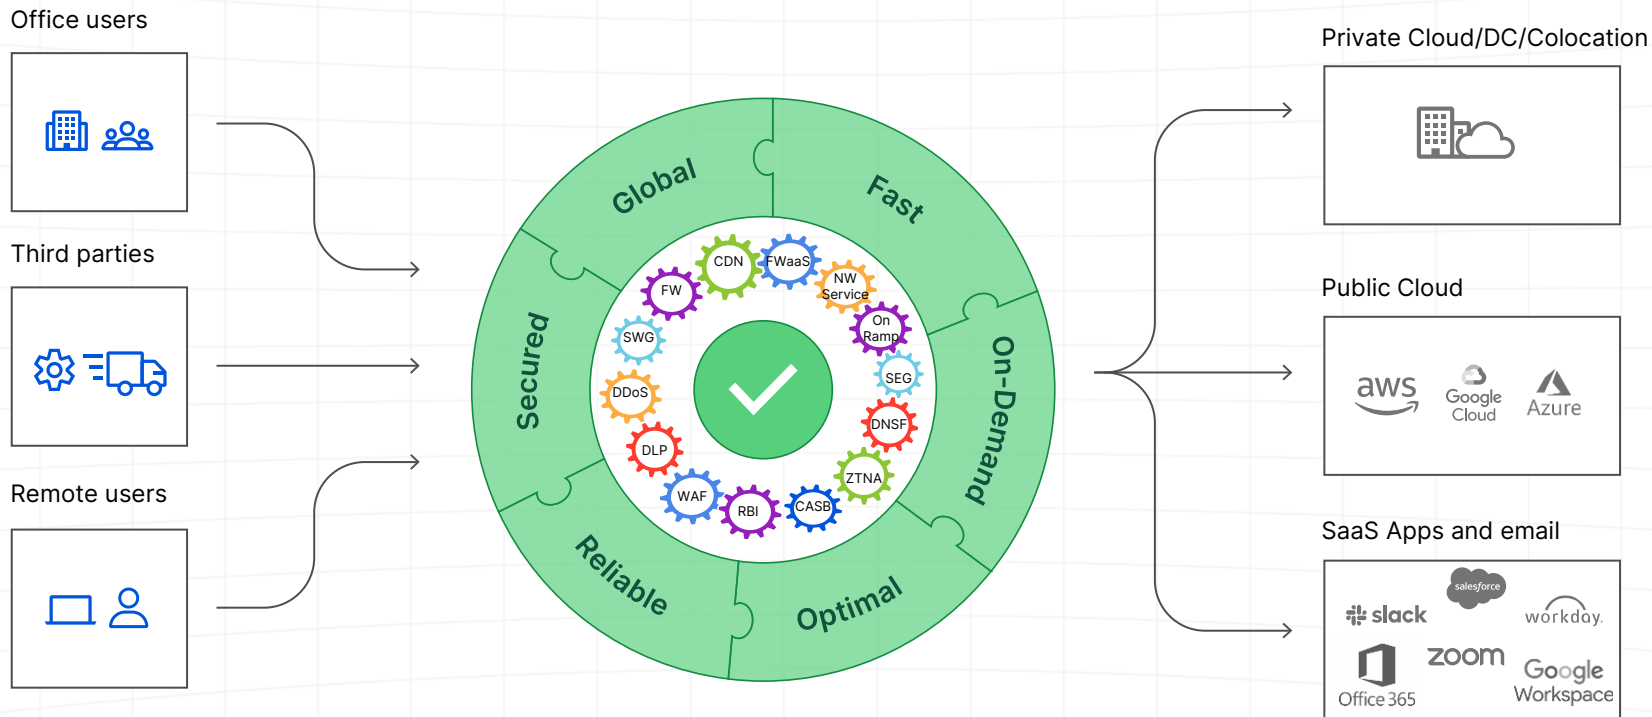 Office users
Third parties
Remote users
Global
Fast
On-Demand
Optimal
Reliable
Secured
CDN
FWaaS
NW
Service
On
Ramp
SEG
DNSF
ZTNA
CASB
RBI
WAF
DLP
DDoS
SWG
FW
Private Cloud/DC/Colocation
Public Cloud
aws
Google
Cloud
Azure
SaaS Apps and email
salesforce
slack
workday.
Office 365
zoom
Google
Workspace